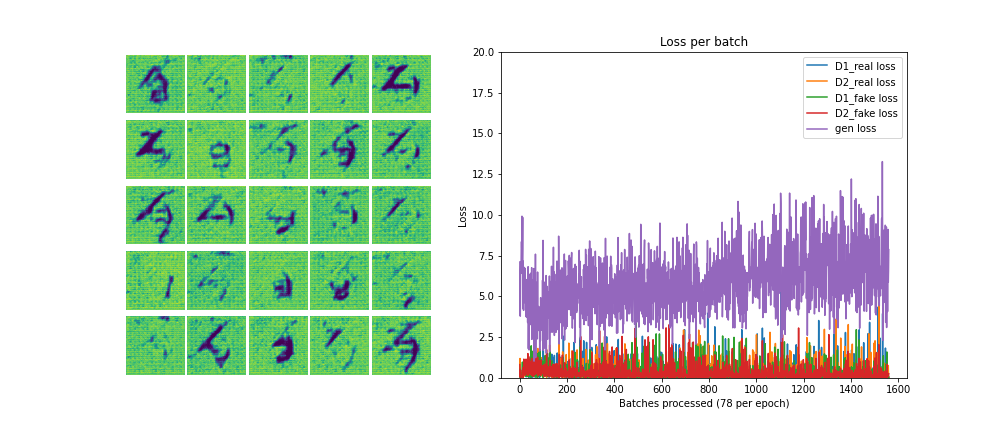 Loss per batch
20.0
17.5
15.0
12.5
10.0
7.5
5.0
2.5
0.0
Loss
D1_real loss
D2_real loss
D1_fake loss
D2_fake loss
gen loss
0 200 400 600 800 1000 1200 1400 1600
Batches processed (78 per epoch)